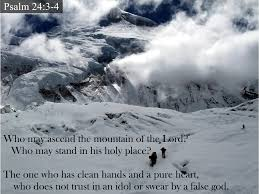 Psalm 24:3-4
Who may ascend the mountain of the Lord?
Who may stand in his holy place?
The one who has clean hands and a pure heart,
who does not trust in an idol or swear by a false god.